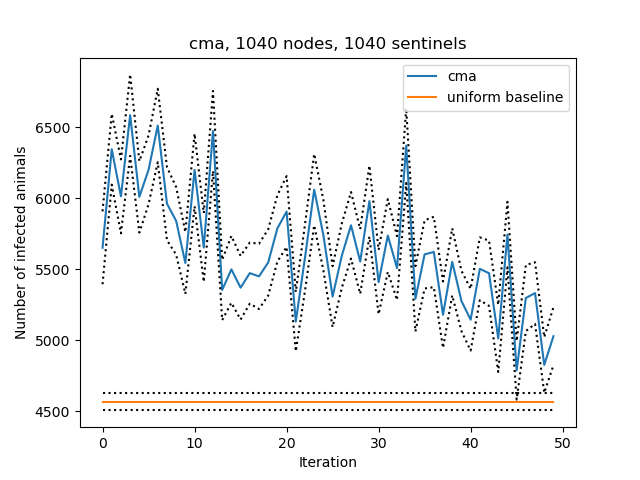 cma, 1040 nodes, 1040 sentinels
cma
uniform baseline
Number of infected animals
6500
6000
5500
5000
4500
0 10 20 30 40 50
Iteration